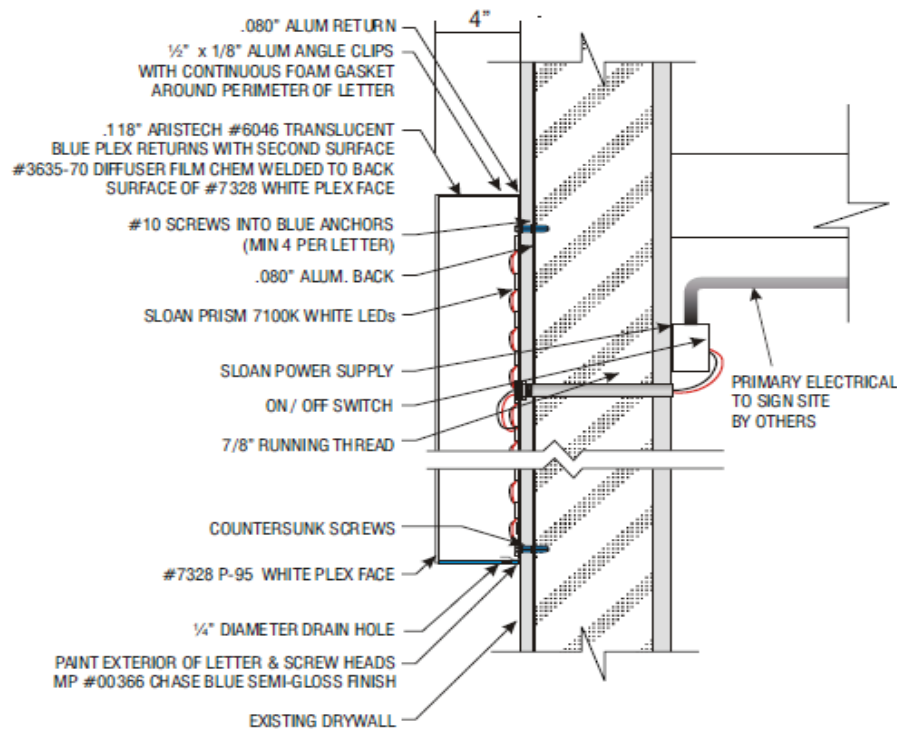 4”
.080” ALUM RETURN
½” x 1/8” ALUM ANGLE CLIPS
WITH CONTINUOUS FOAM GASKET
AROUND PERIMETER OF LETTER
.118” ARISTECH #6046 TRANSLUCENT
BLUE PLEX RETURNS WITH SECOND SURFACE
#3635-70 DIFFUSER FILM CHEM WELDED TO BACK
SURFACE OF #7328 WHITE PLEX FACE
#10 SCREWS INTO BLUE ANCHORS
(MIN 4 PER LETTER)
.080” ALUM. BACK
SLOAN PRISM 7100K WHITE LEDs
SLOAN POWER SUPPLY
ON / OFF SWITCH
7/8” RUNNING THREAD
PRIMARY ELECTRICAL
TO SIGN SITE
BY OTHERS
COUNTERSUNK SCREWS
#7328 P-95 WHITE PLEX FACE
¼” DIAMETER DRAIN HOLE
PAINT EXTERIOR OF LETTER & SCREW HEADS
MP #00366 CHASE BLUE SEMI-GLOSS FINISH
EXISTING DRYWALL